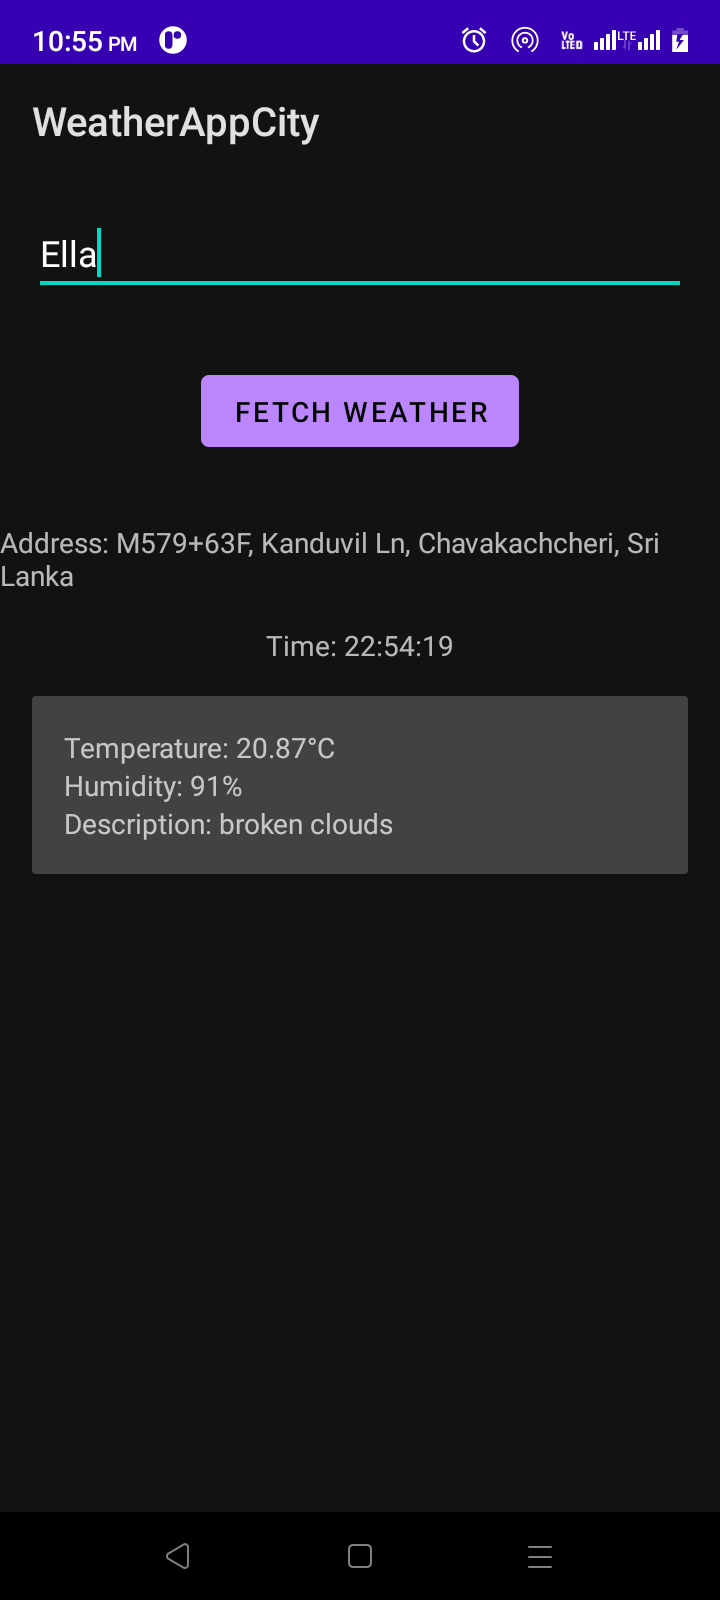 10:55 PM
Vo LTED LTE
WeatherAppCity
Ella
FETCH WEATHER
Address: M579+63F, Kanduvil Ln, Chavakachcheri, Sri
Lanka
Time: 22:54:19
Temperature: 20.87°C
Humidity: 91%
Description: broken clouds